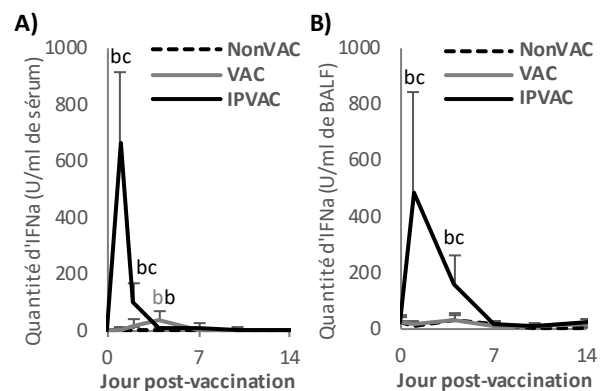 A)
Quantité d'IFNa (U/ml de sérum)
1000
800
600
400
200
0
bc
bc
bb
NonVAC
VAC
IPVAC
0 7 14
Jour post-vaccination
B)
Quantité d'IFNa (U/ml de BALF)
1000
800
600
400
200
0
bc
bc
NonVAC
VAC
IPVAC
0 7 14
Jour post-vaccination